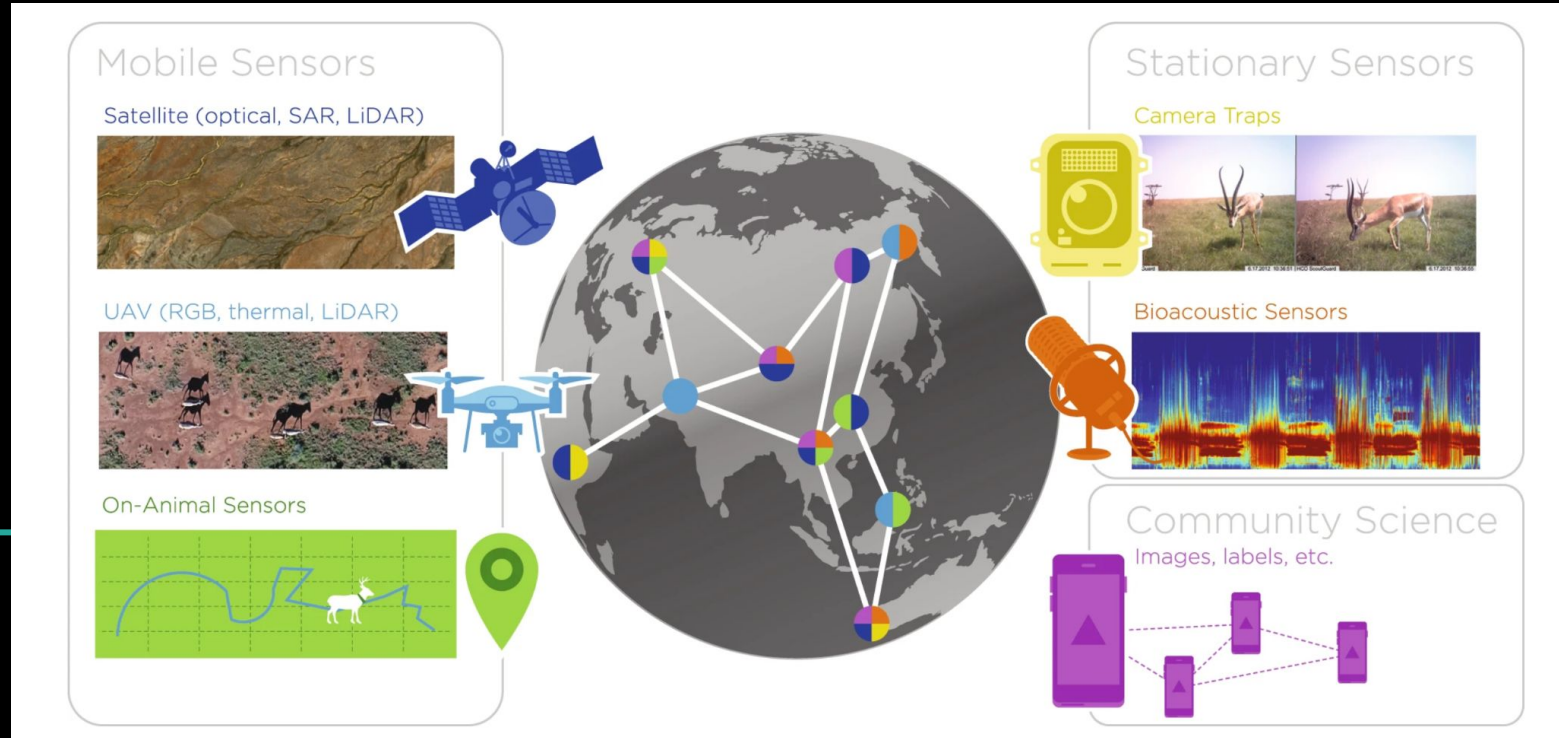 Mobile Sensors
Satellite (optical, SAR, LiDAR)
UAV (RGB, thermal, LiDAR)
On-Animal Sensors
Stationary Sensors
Camera Traps
Bioacoustic Sensors
Community Science
Images, labels, etc.